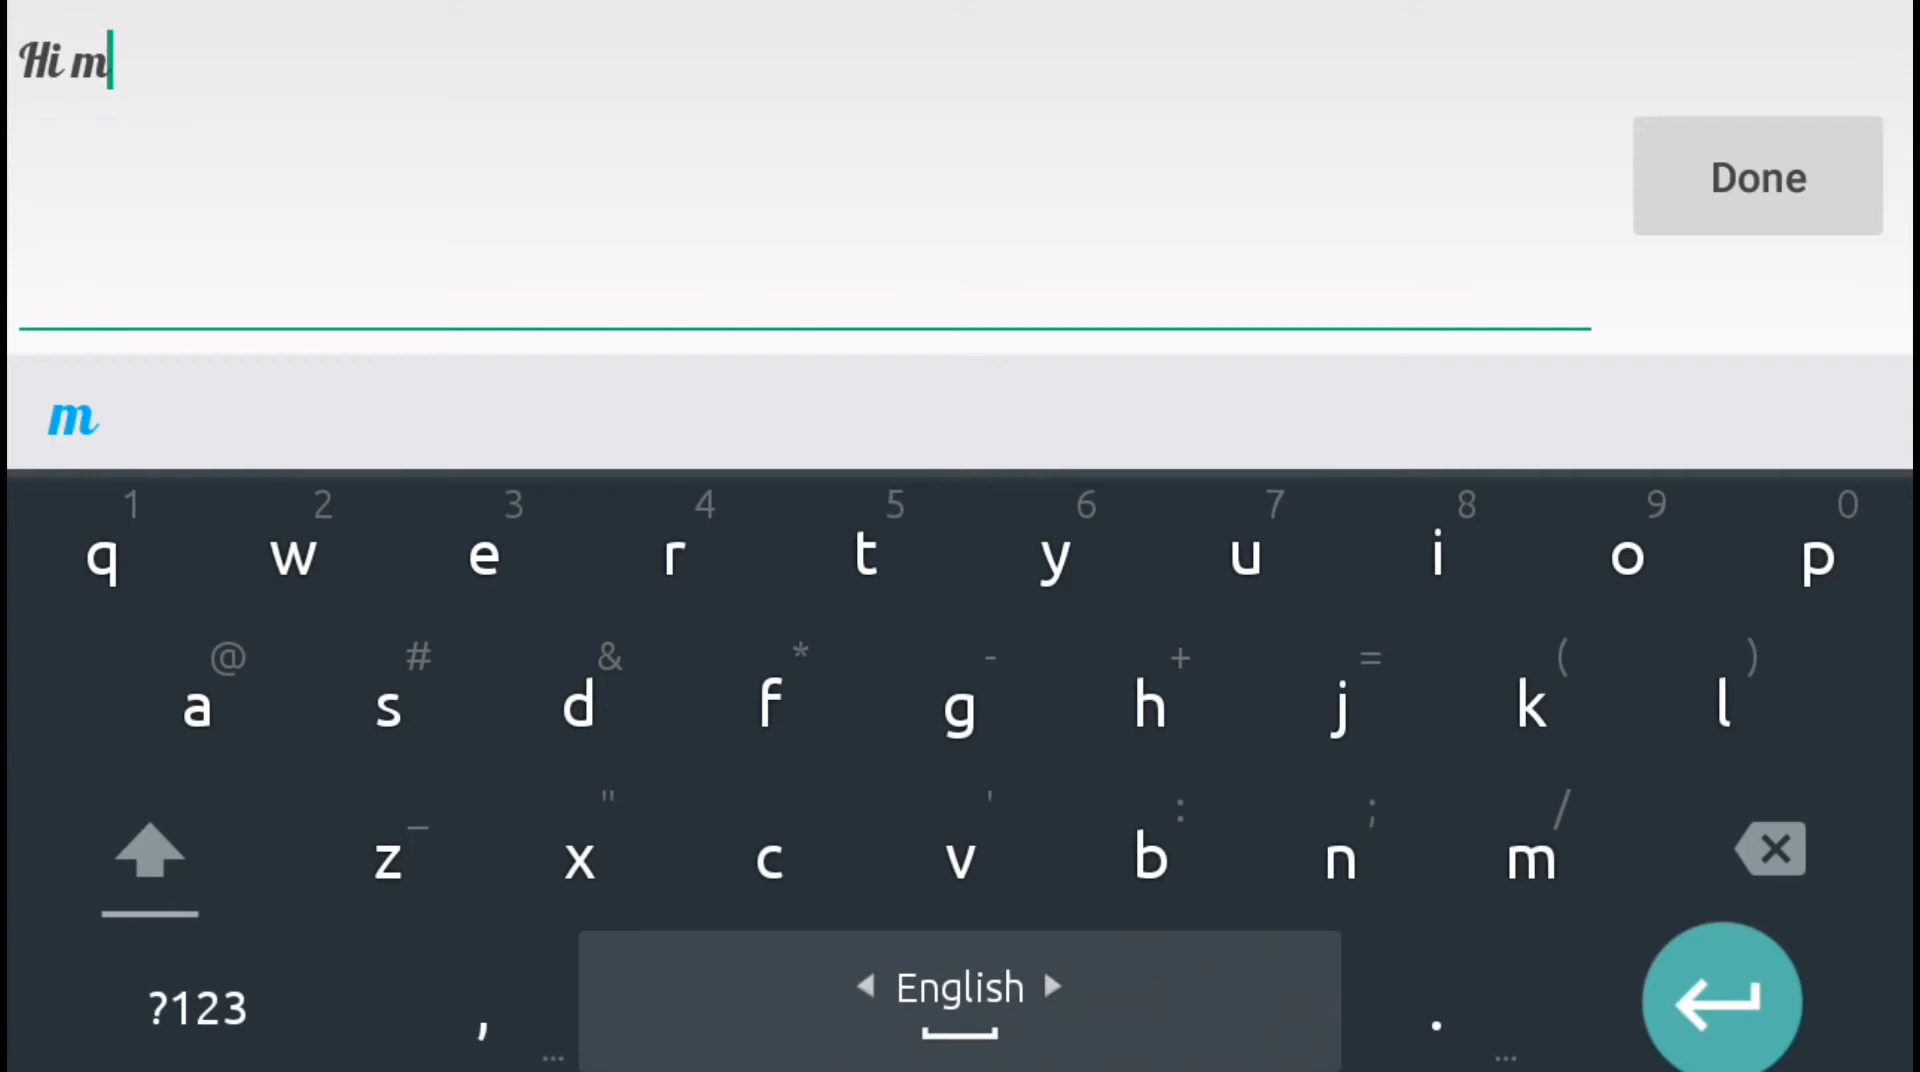 Hi m
Done
m
1 2 3 4 5 6 7 8 9 0
q w e r t y u i o p
@ # & * - + = ( )
a s d f g h j k l
_ " ' : ; /
z x c v b n m
?123 , English .
... ...